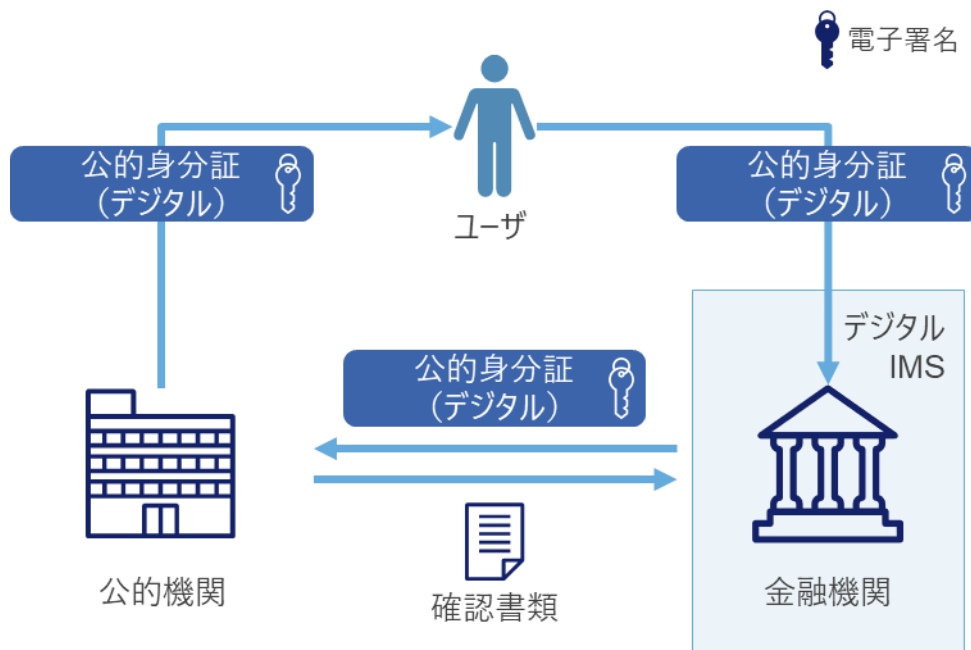 電子署名
公的身分証
（デジタル）
公的身分証
（デジタル）
ユーザ
デジタル
IMS
公的身分証
（デジタル）
公的機関
確認書類
金融機関